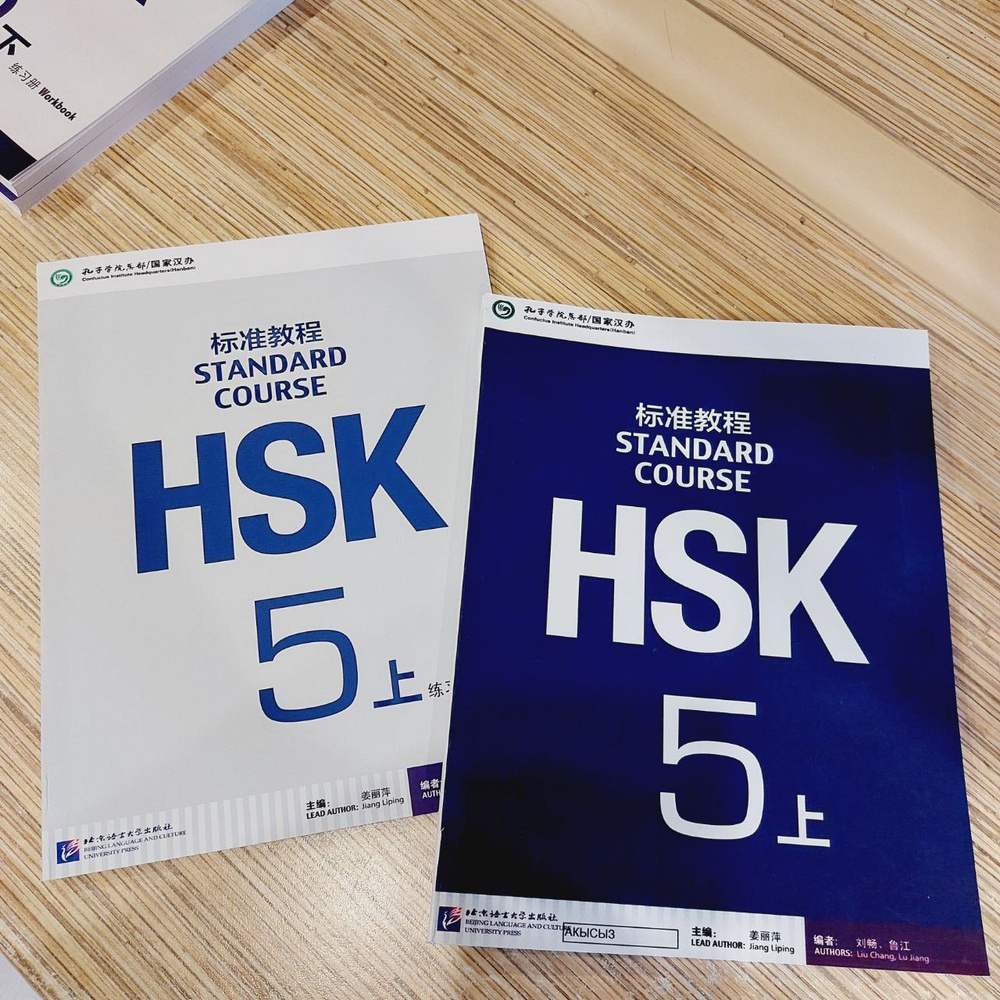 下
练习册 Workbook
孔子学院总部/国家汉办
Confucius Institute Headquarters(Hanban)
标准教程
STANDARD
COURSE
HSK
5上
主编: 姜丽萍
LEAD AUTHOR: Jiang Liping
编者
AUTH
北京语言大学出版社
BEIJING LANGUAGE AND CULTURE
UNIVERSITY PRESS
孔子学院总部/国家汉办
Confucius Institute Headquarters(Hanban)
标准教程
STANDARD
COURSE
HSK
5上
北京语言大学出版社
BEIJING LANGUAGE AND CULTURE
UNIVERSITY PRESS
АКЫСЫЗ
主编: 姜丽萍
LEAD AUTHOR: Jiang Liping
编者: 刘畅、鲁江
AUTHORS: Liu Chang, Lu Jiang